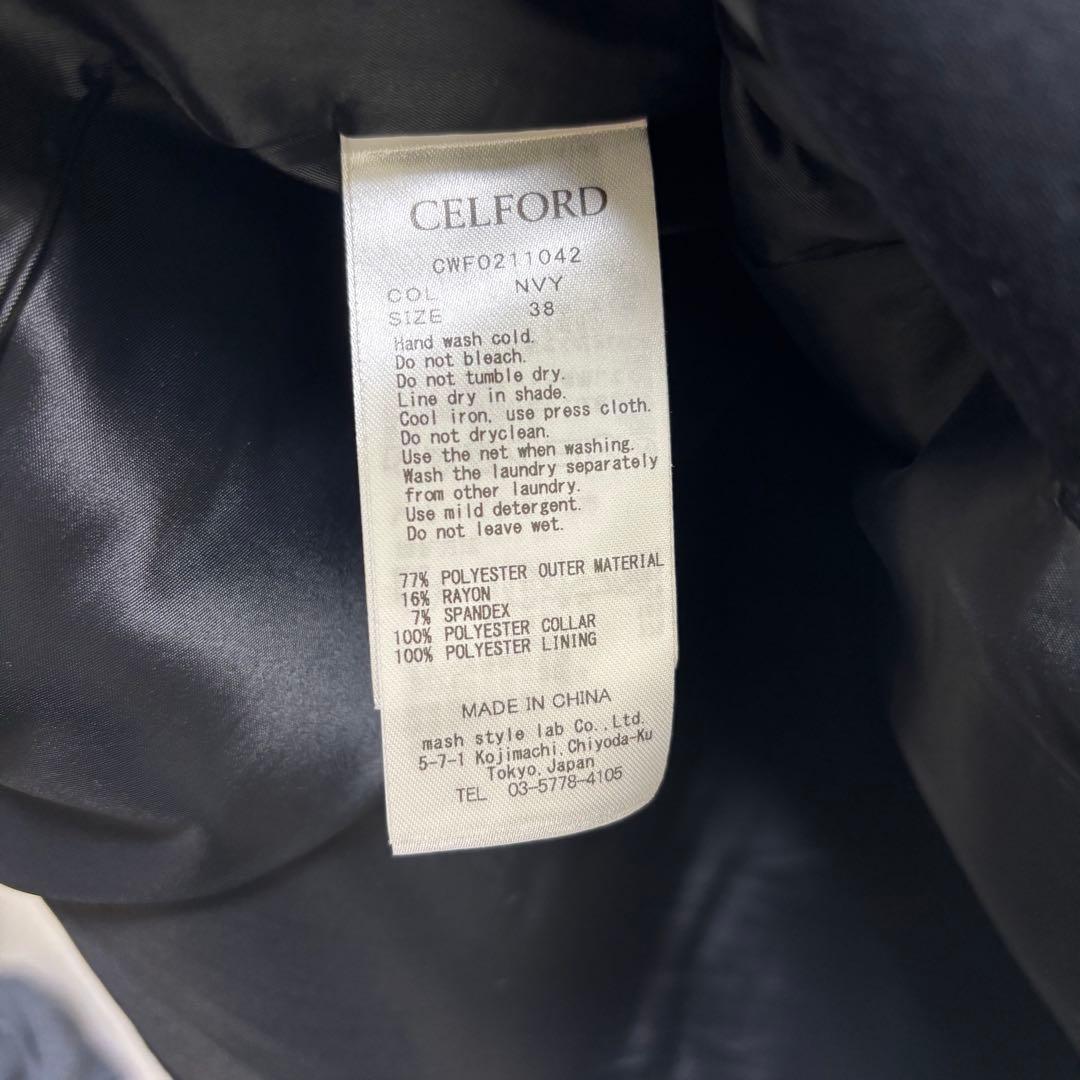 CELFORD
CWFO211042
COL NVY
SIZE 38
Hand wash cold.
Do not bleach.
Do not tumble dry.
Line dry in shade.
Cool iron, use press cloth.
Do not dryclean.
Use the net when washing.
Wash the laundry separately
from other laundry.
Use mild detergent.
Do not leave wet.
77% POLYESTER OUTER MATERIAL
16% RAYON
7% SPANDEX
100% POLYESTER COLLAR
100% POLYESTER LINING
MADE IN CHINA
mash style lab Co.,Ltd.
5-7-1 Kojimachi,Chiyoda-Ku
Tokyo,Japan
TEL 03-5778-4105